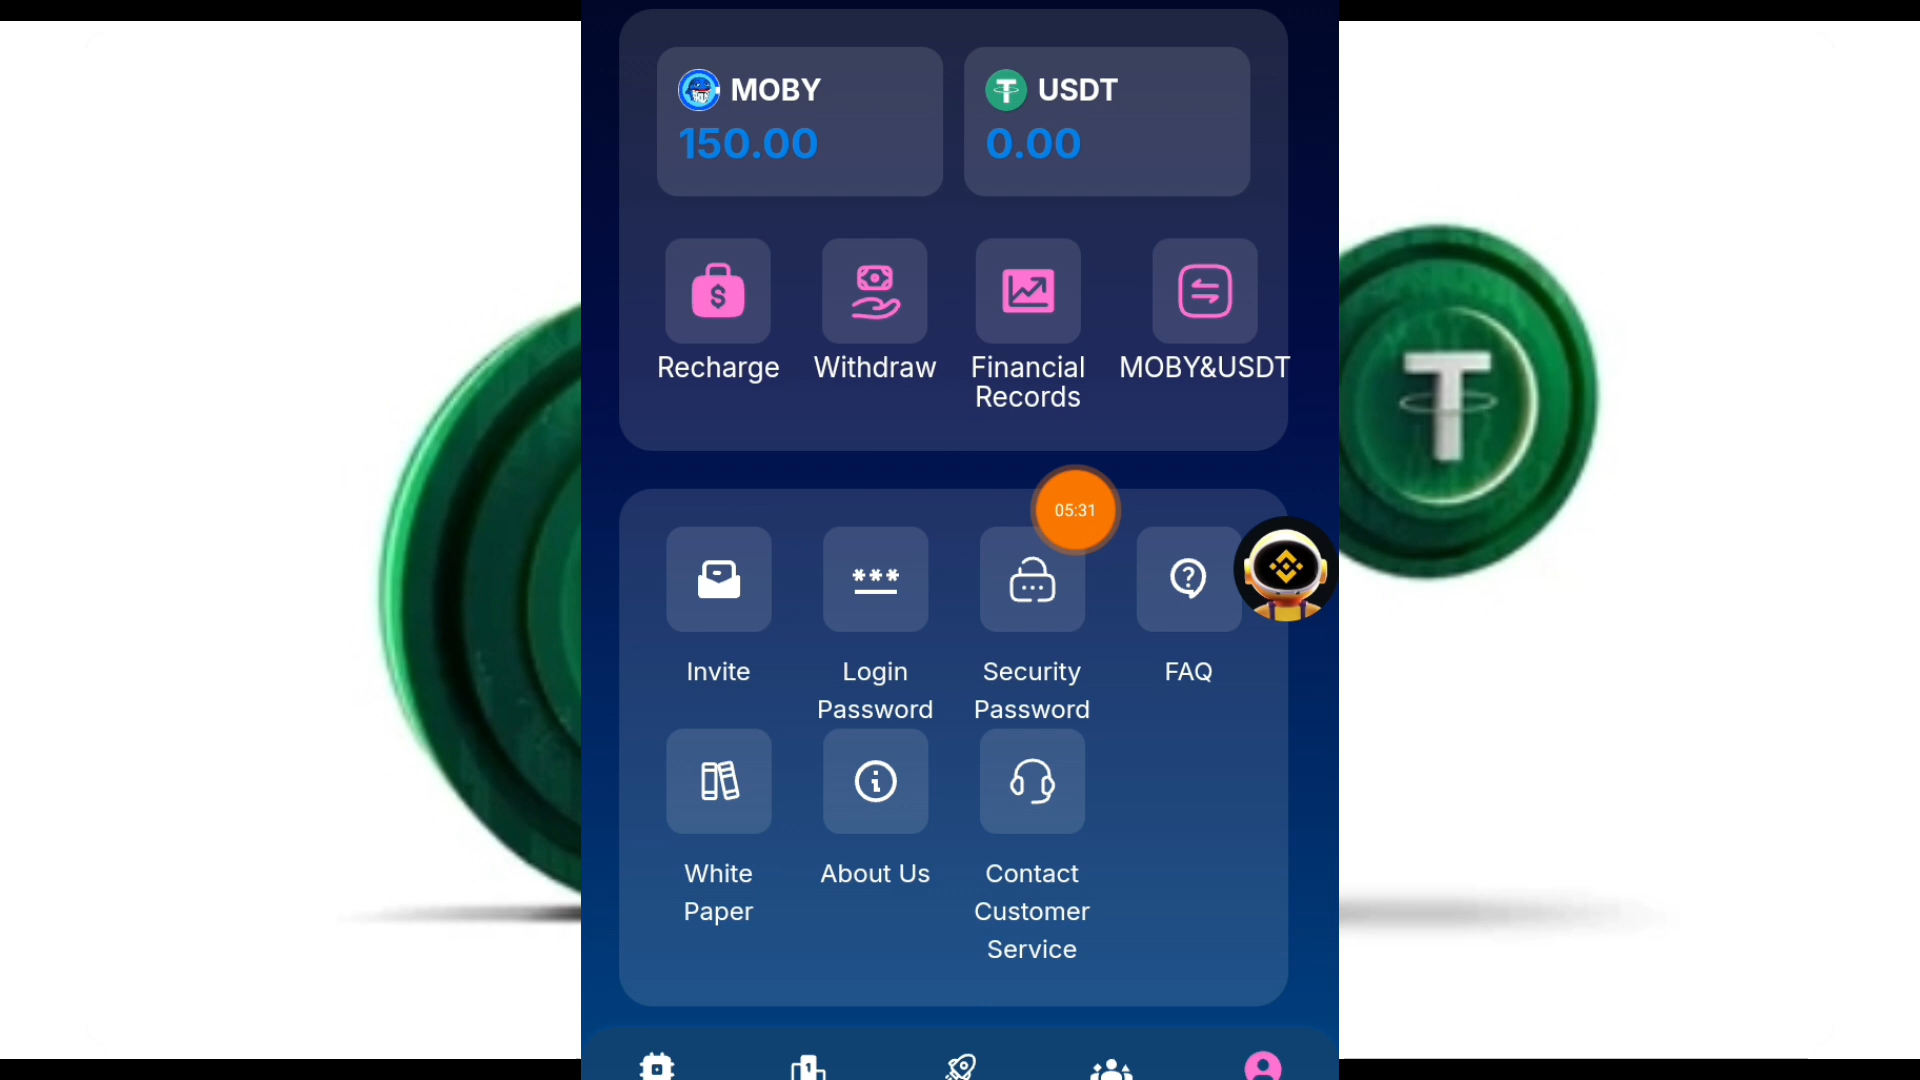 MOBY
150.00
USDT
0.00
Recharge
Withdraw
Financial
Records
MOBY&USDT
05:31
Invite
Login
Password
Security
Password
FAQ
White
Paper
About Us
Contact
Customer
Service